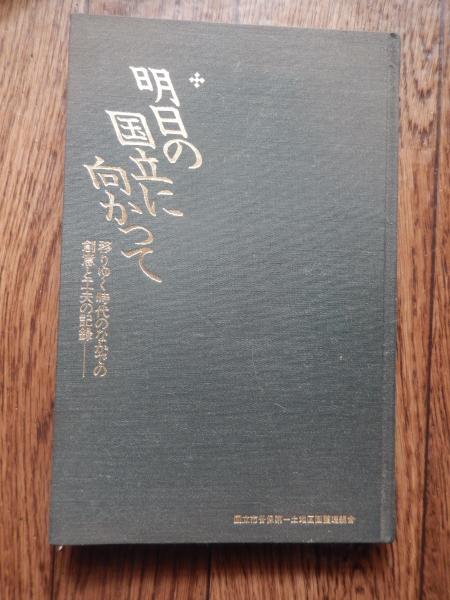 明日の
国立に
向かって
移りゆく時代のなかでの
創意と工夫の記録――
国立市谷保第一土地区画整理組合